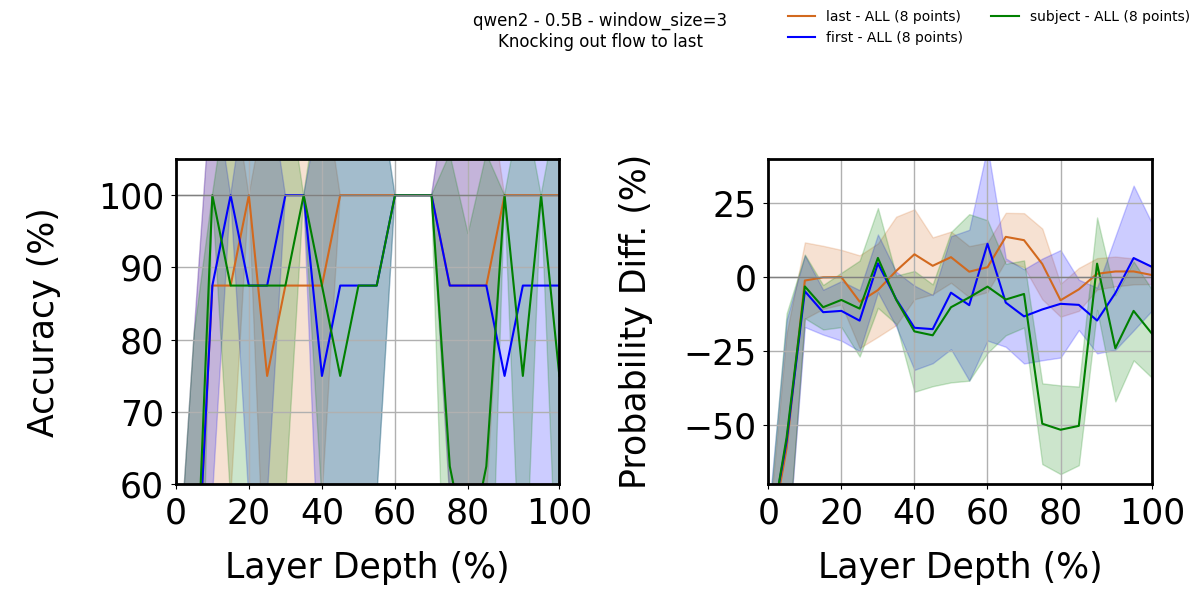 qwen2 - 0.5B - window_size=3
Knocking out flow to last
last - ALL (8 points)
first - ALL (8 points)
subject - ALL (8 points)
Accuracy (%)
100
90
80
70
60
0 20 40 60 80 100
Layer Depth (%)
Probability Diff. (%)
25
0
−25
−50
0 20 40 60 80 100
Layer Depth (%)